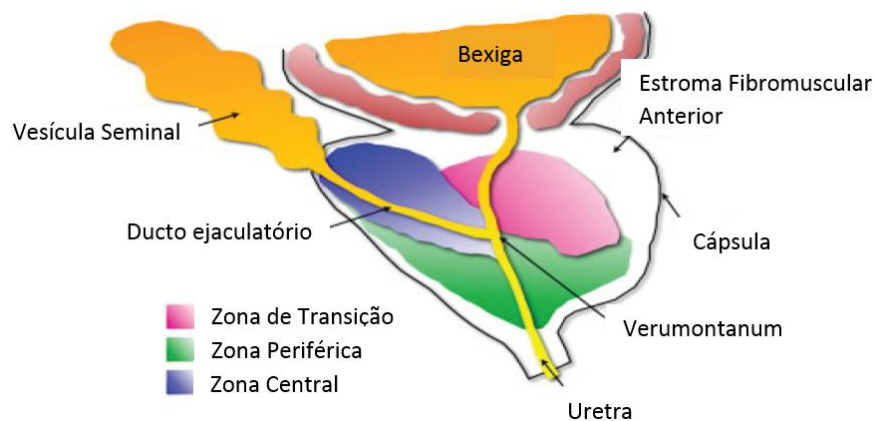 Bexiga
Estroma Fibromuscular
Anterior
Vesícula Seminal
Ducto ejaculatório
Cápsula
Zona de Transição
Verumontanum
Zona Periférica
Zona Central
Uretra